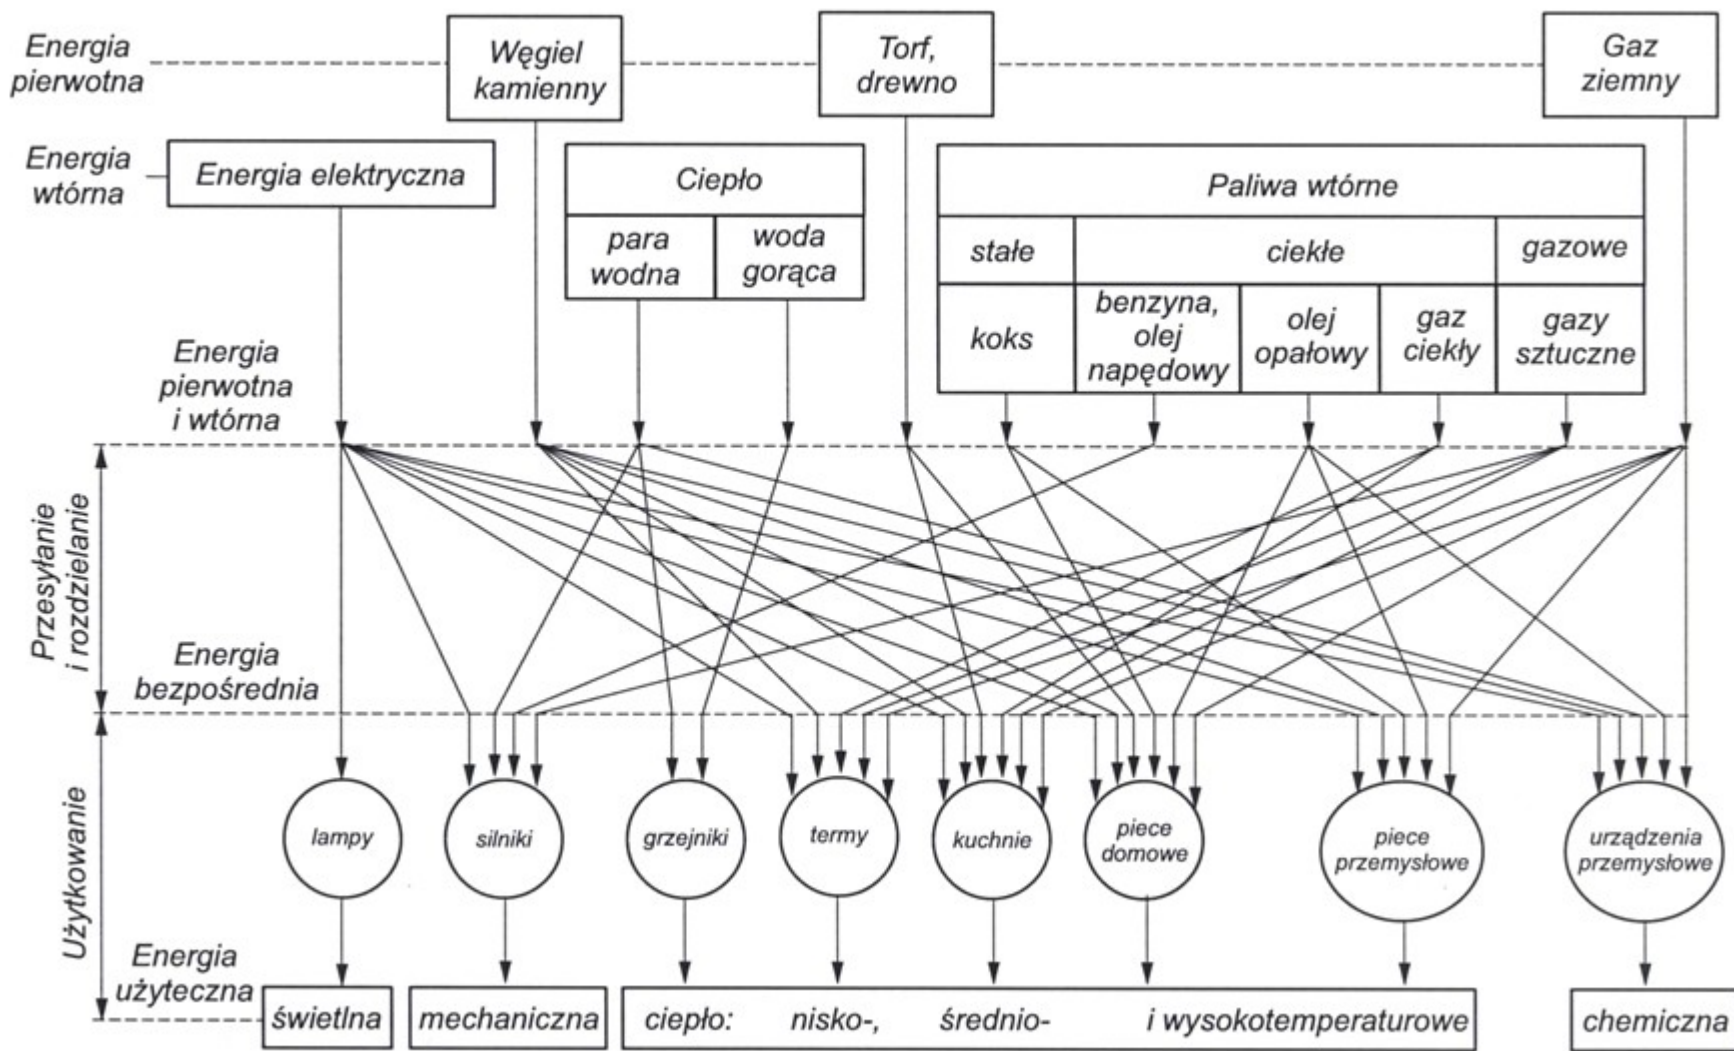 Energia
pierwotna
Węgiel
kamienny
Torf,
drewno
Gaz
ziemny
Energia
wtórna
Energia elektryczna
Ciepło
para
wodna
woda
gorąca
Paliwa wtórne
stałe
ciekłe
gazowe
koks
benzyna,
olej
napędowy
olej
opałowy
gaz
ciekły
gazy
sztuczne
Energia
pierwotna
i wtórna
Przesyłanie
i rozdzielanie
Energia
bezpośrednia
Użytkowanie
lampy
silniki
grzejniki
termy
kuchnie
piece
domowe
piece
przemysłowe
urządzenia
przemysłowe
Energia
użyteczna
świetlna
mechaniczna
ciepło: nisko-, średnio- i wysokotemperaturowe
chemiczna